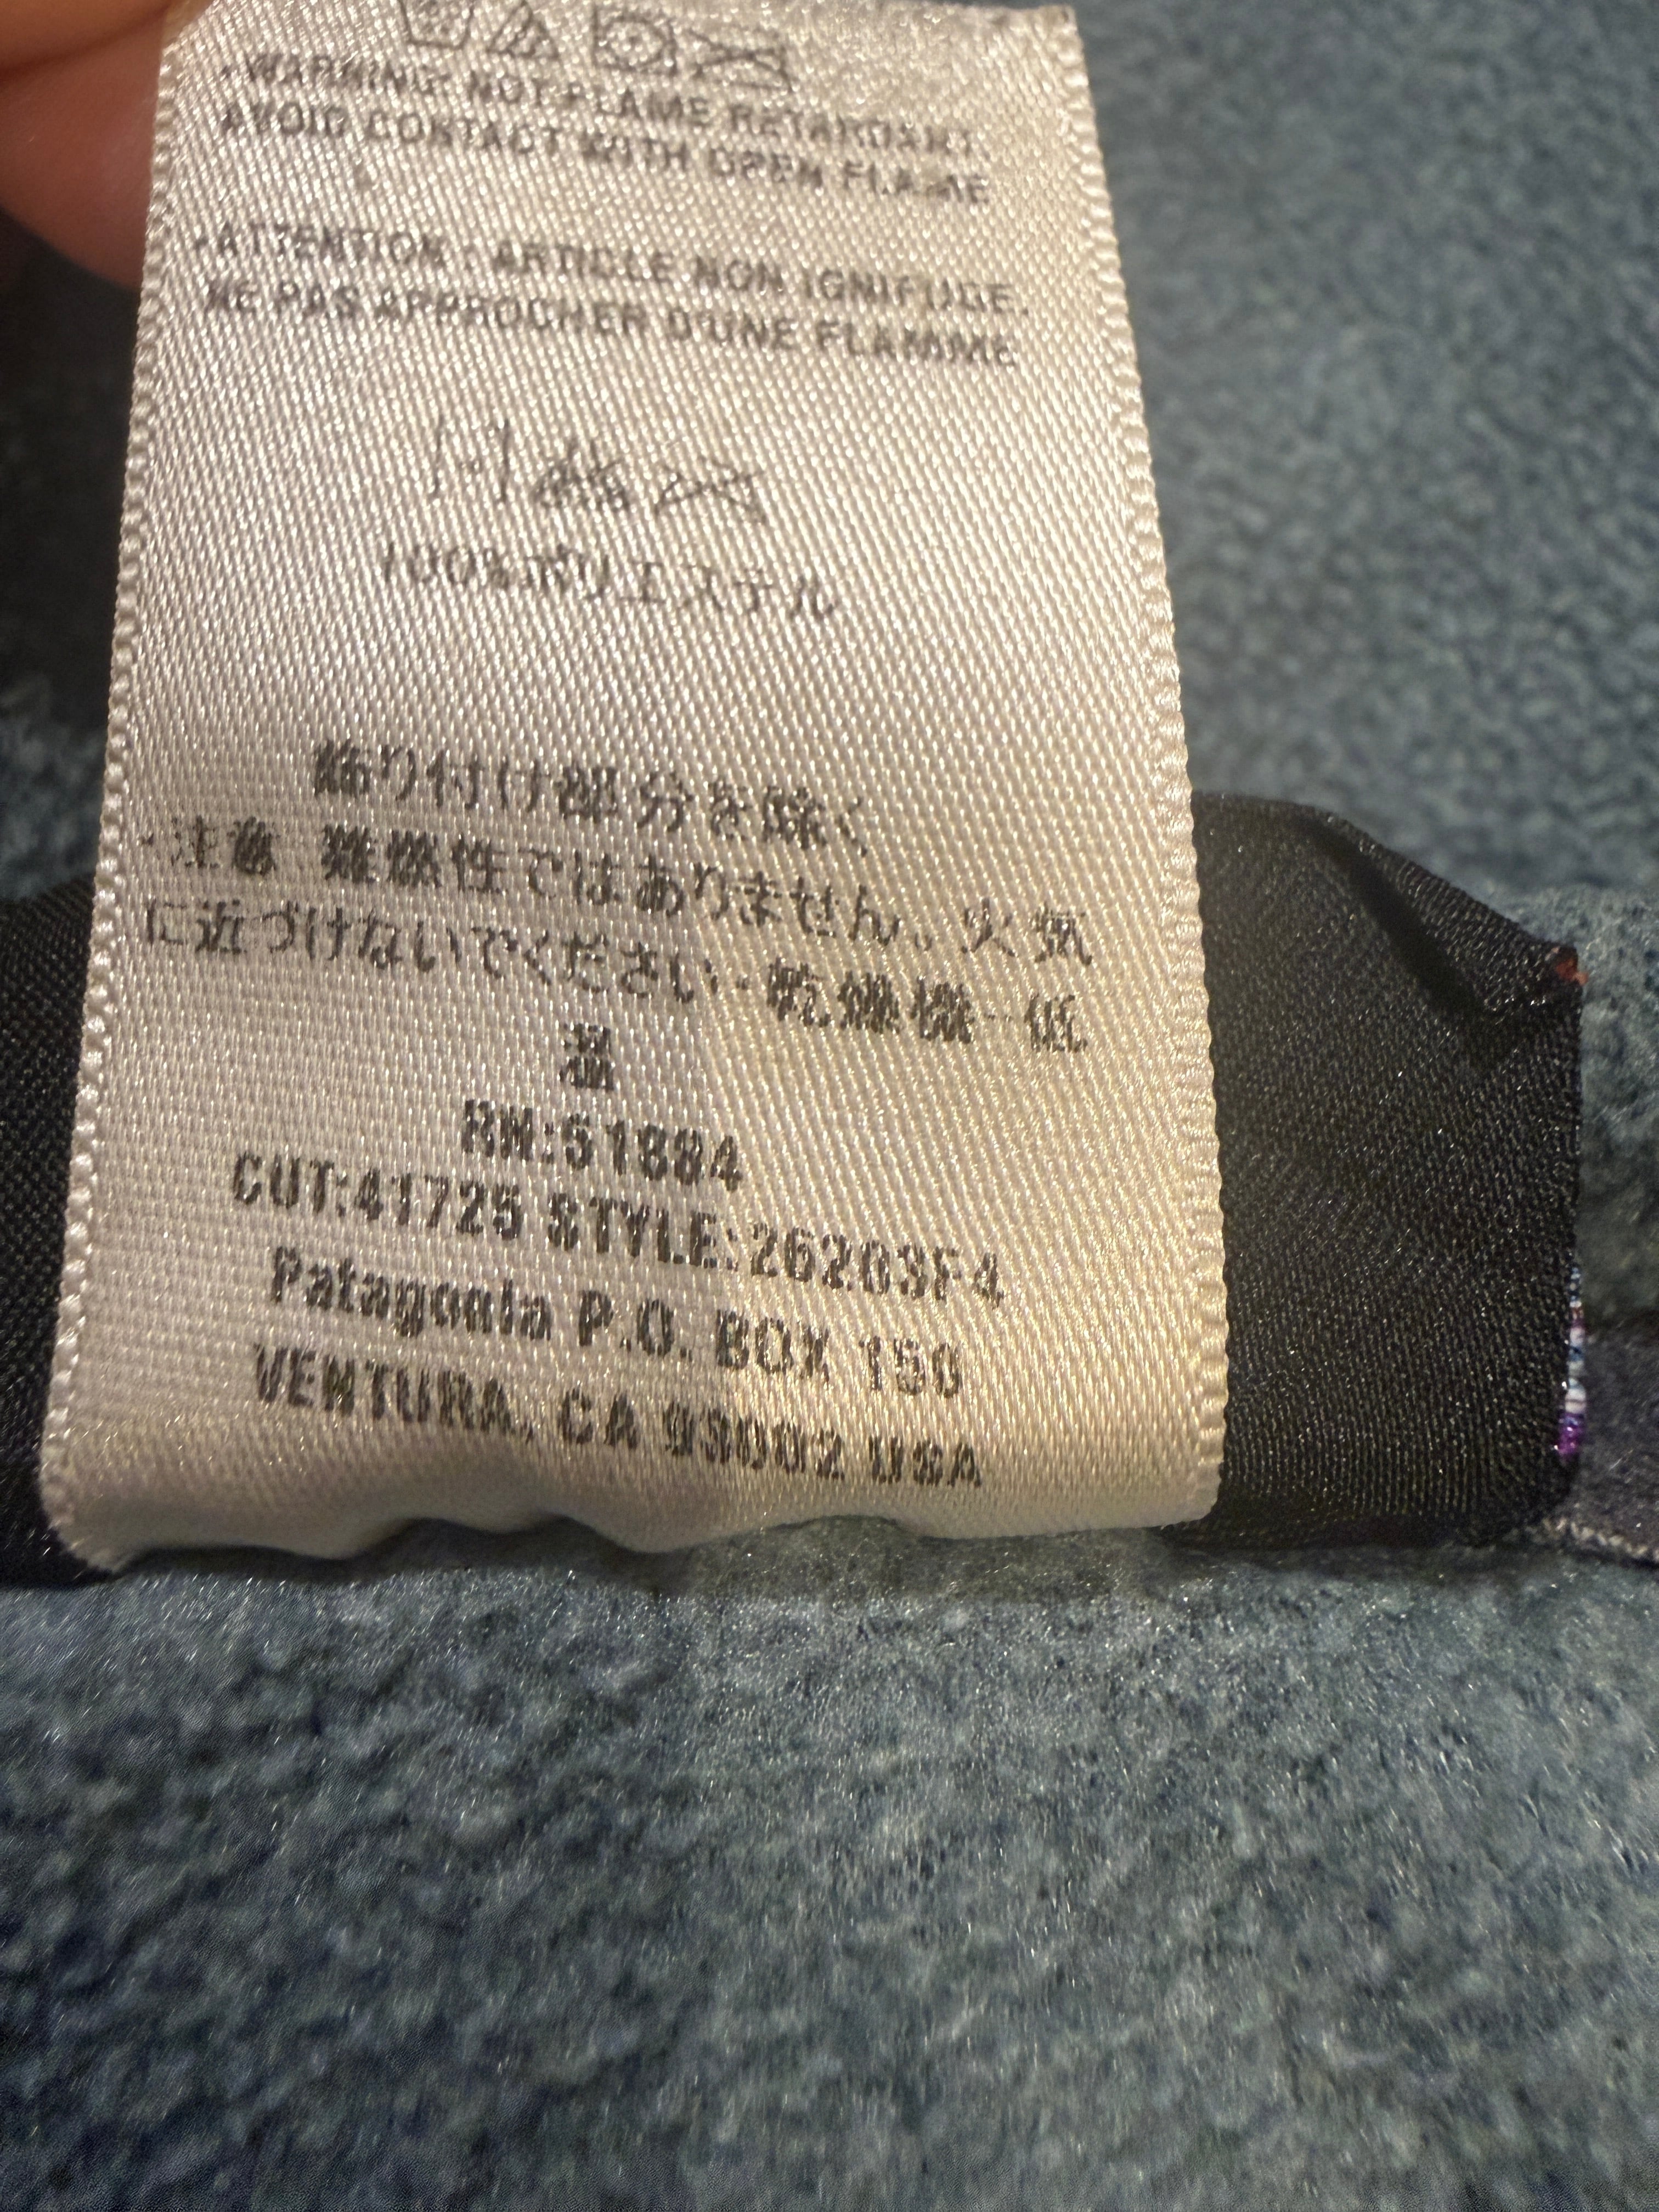 ・WARNING: NOT FLAME RETARDANT.
AVOID CONTACT WITH OPEN FLAME
・ATTENTION : ARTICLE NON IGNIFUGE.
NE PAS APPROCHER D'UNE FLAMME
100%ポリエステル
飾り付け部分を除く
・注意 難燃性ではありません。火気
に近づけないでください・乾燥機－低
温
RN:51884
CUT:41725 STYLE:26203F4
Patagonia P.O. BOX 150
VENTURA, CA 93002 USA